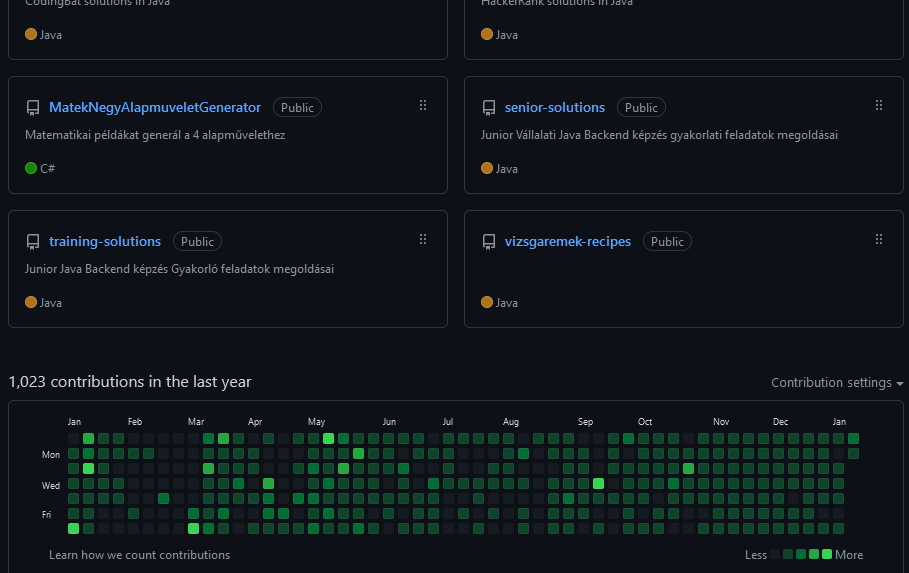 CodingBat solutions in Java
HackerRank solutions in Java
Java
Java
MatekNegyAlapmuveletGenerator Public
Matematikai példákat generál a 4 alapművelethez
C#
senior-solutions Public
Junior Vállalati Java Backend képzés gyakorlati feladatok megoldásai
Java
training-solutions Public
Junior Java Backend képzés Gyakorló feladatok megoldásai
Java
vizsgaremek-recipes Public
Java
1,023 contributions in the last year
Contribution settings
Jan Feb Mar Apr May Jun Jul Aug Sep Oct Nov Dec Jan
Mon
Wed
Fri
Learn how we count contributions
Less More